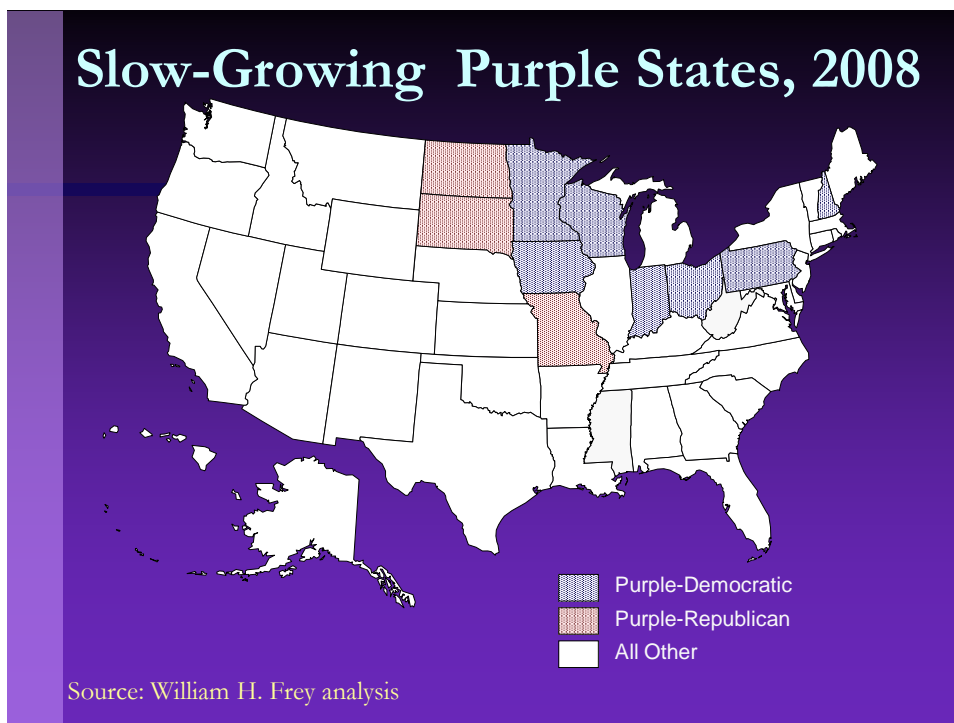 Slow-Growing Purple States, 2008
Purple-Democratic
Purple-Republican
All Other
Source: William H. Frey analysis